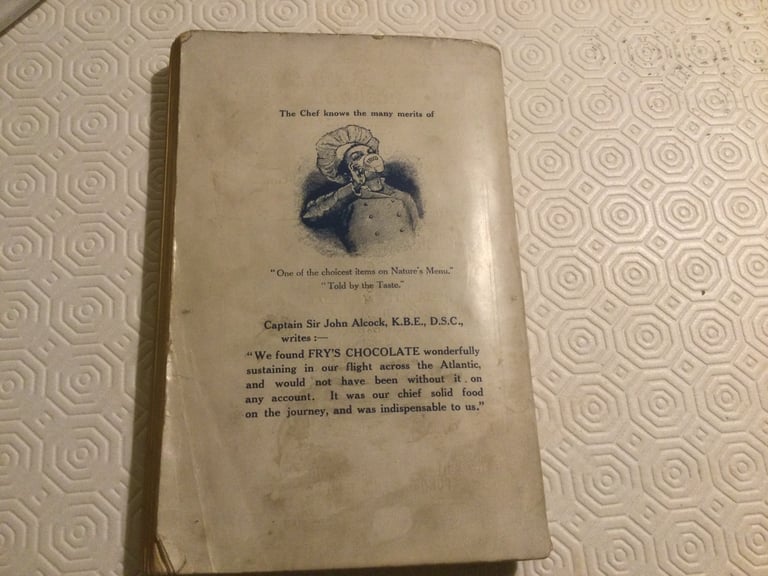 The Chef knows the many merits of
"One of the choicest items on Nature's Menu."
"Told by the Taste."
Captain Sir John Alcock, K.B.E., D.S.C.,
writes :—
"We found FRY'S CHOCOLATE wonderfully
sustaining in our flight across the Atlantic,
and would not have been without it on
any account. It was our chief solid food
on the journey, and was indispensable to us."